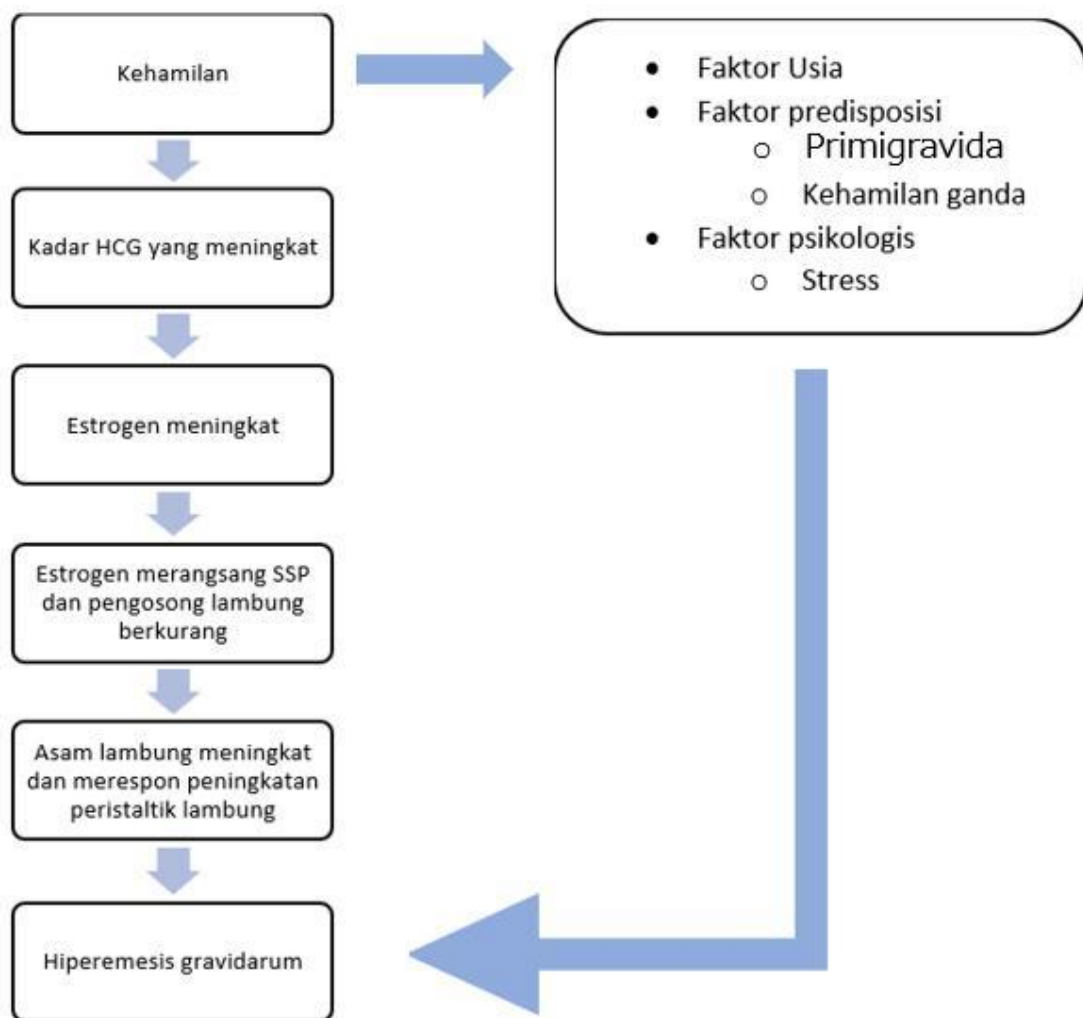 Kehamilan
Faktor Usia
Faktor predisposisi
Primigravida
Kehamilan ganda
Faktor psikologis
Stress
Kadar HCG yang meningkat
Estrogen meningkat
Estrogen merangsang SSP
dan pengosong lambung
berkurang
Asam lambung meningkat
dan merespon peningkatan
peristaltik lambung
Hiperemesis gravidarum